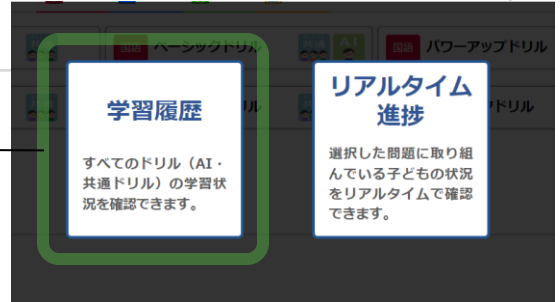 国語 ベーシックドリル
国語 パワーアップドリル
学習履歴
すべてのドリル（AI・
共通ドリル）の学習状
況を確認できます。
リアルタイム
進捗
選択した問題に取り組
んでいる子どもの状況
をリアルタイムで確認
できます。